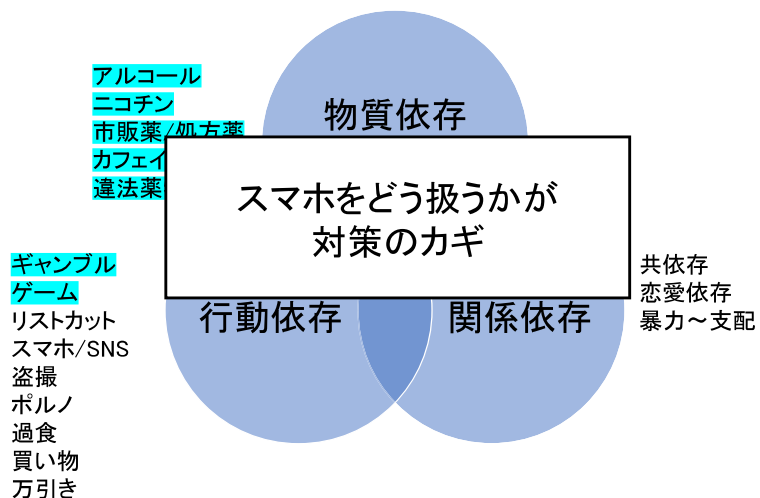 物質依存
アルコール
ニコチン
市販薬/処方薬
カフェイ
違法薬
スマホをどう扱うかが
対策のカギ
行動依存
ギャンブル
ゲーム
リストカット
スマホ/SNS
盗撮
ポルノ
過食
買い物
万引き
関係依存
共依存
恋愛依存
暴力～支配